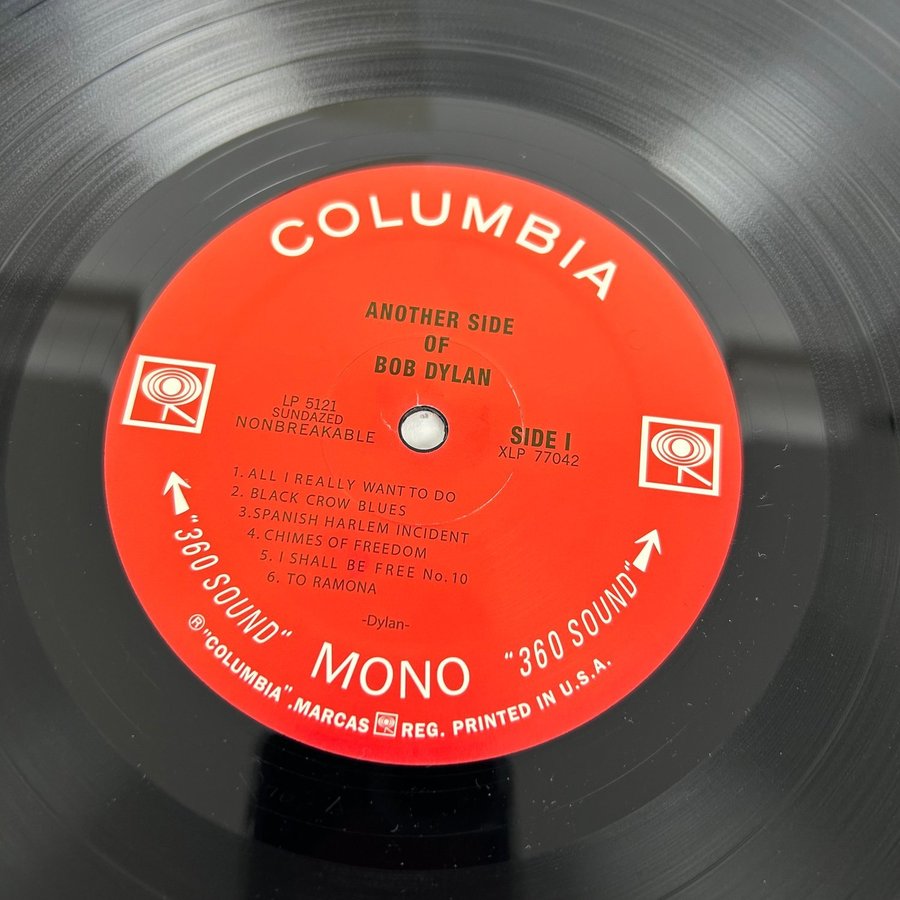 COLUMBIA
ANOTHER SIDE
OF
BOB DYLAN
LP 5121
SUNDAZED
NONBREAKABLE
SIDE I
XLP 77042
1. ALL I REALLY WANT TO DO
2. BLACK CROW BLUES
3.SPANISH HARLEM INCIDENT
4. CHIMES OF FREEDOM
5. I SHALL BE FREE No. 10
6. TO RAMONA
-Dylan-
"360 SOUND"
MONO
"360 SOUND"
® "COLUMBIA", MARCAS REG. PRINTED IN U.S.A.